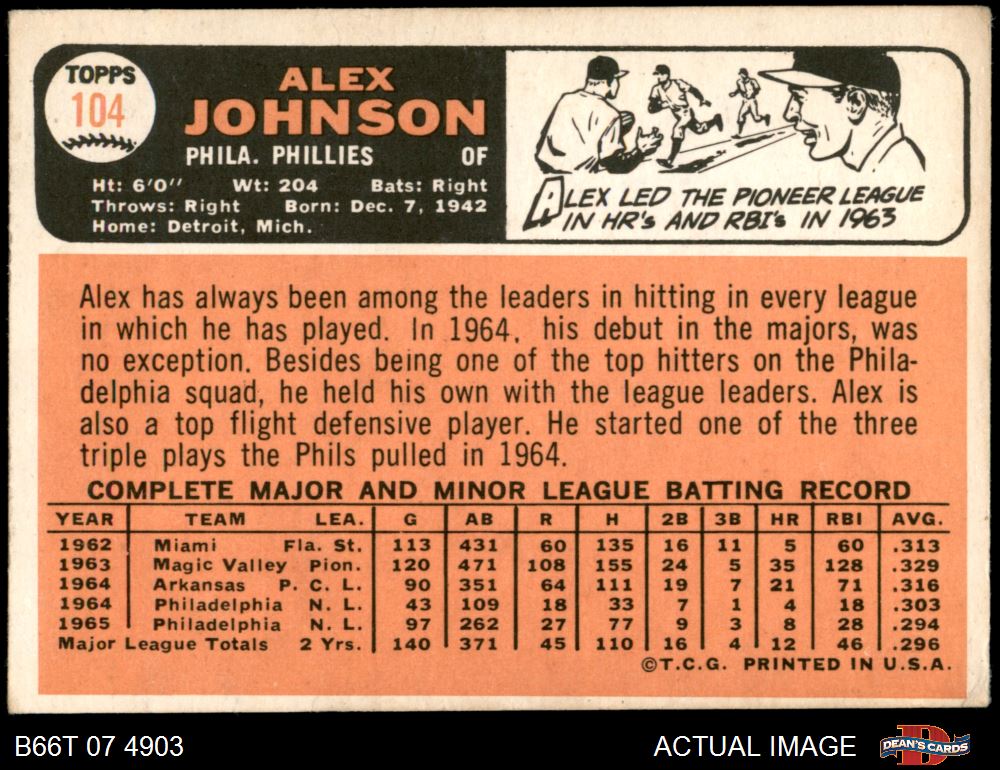 TOPPS
104
ALEX
JOHNSON
PHILA. PHILLIES OF
Ht: 6'0" Wt: 204 Bats: Right
Throws: Right Born: Dec. 7, 1942
Home: Detroit, Mich.
ALEX LED THE PIONEER LEAGUE
IN HR's AND RBI's IN 1963
Alex has always been among the leaders in hitting in every league
in which he has played. In 1964, his debut in the majors, was
no exception. Besides being one of the top hitters on the Phila-
delphia squad, he held his own with the league leaders. Alex is
also a top flight defensive player. He started one of the three
triple plays the Phils pulled in 1964.
COMPLETE MAJOR AND MINOR LEAGUE BATTING RECORD
YEAR TEAM LEA. G AB R H 2B 3B HR RBI AVG.
1962 Miami Fla. St. 113 431 60 135 16 11 5 60 .313
1963 Magic Valley Pion. 120 471 108 155 24 5 35 128 .329
1964 Arkansas P. C. L. 90 351 64 111 19 7 21 71 .316
1964 Philadelphia N. L. 43 109 18 33 7 1 4 18 .303
1965 Philadelphia N. L. 97 262 27 77 9 3 8 28 .294
Major League Totals 2 Yrs. 140 371 45 110 16 4 12 46 .296
©T.C.G. PRINTED IN U.S.A.
B66T 07 4903
ACTUAL IMAGE
D
DEAN'S CARDS